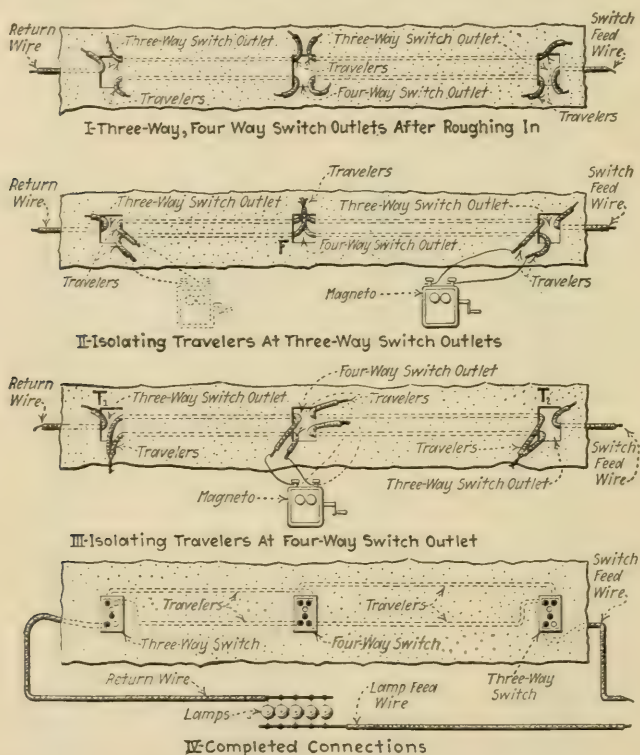 Return
Wire
Three-Way Switch Outlet
Three-Way Switch Outlet
Switch
Feed
Wire
Travelers
Travelers
Four-Way Switch Outlet
Travelers
I-Three-Way, Four Way Switch Outlets After Roughing In
Travelers
Return
Wire
Three-Way Switch Outlet
Three-Way Switch Outlet
Switch
Feed
Wire
F
Four-Way Switch Outlet
Travelers
Travelers
Magneto
II-Isolating Travelers At Three-Way Switch Outlets
Four-Way Switch Outlet
Return
Wire
T1
Three-Way Switch Outlet
Travelers
T2
Travelers
Travelers
Switch
Feed
Wire
Three-Way Switch Outlet
Magneto
III-Isolating Travelers At Four-Way Switch Outlet
Switch
Feed
Wire
Travelers
Travelers
Three-Way Switch
Four-Way Switch
Three-Way
Switch
Return Wire
Lamp Feed
Wire
Lamps
IV-Completed Connections